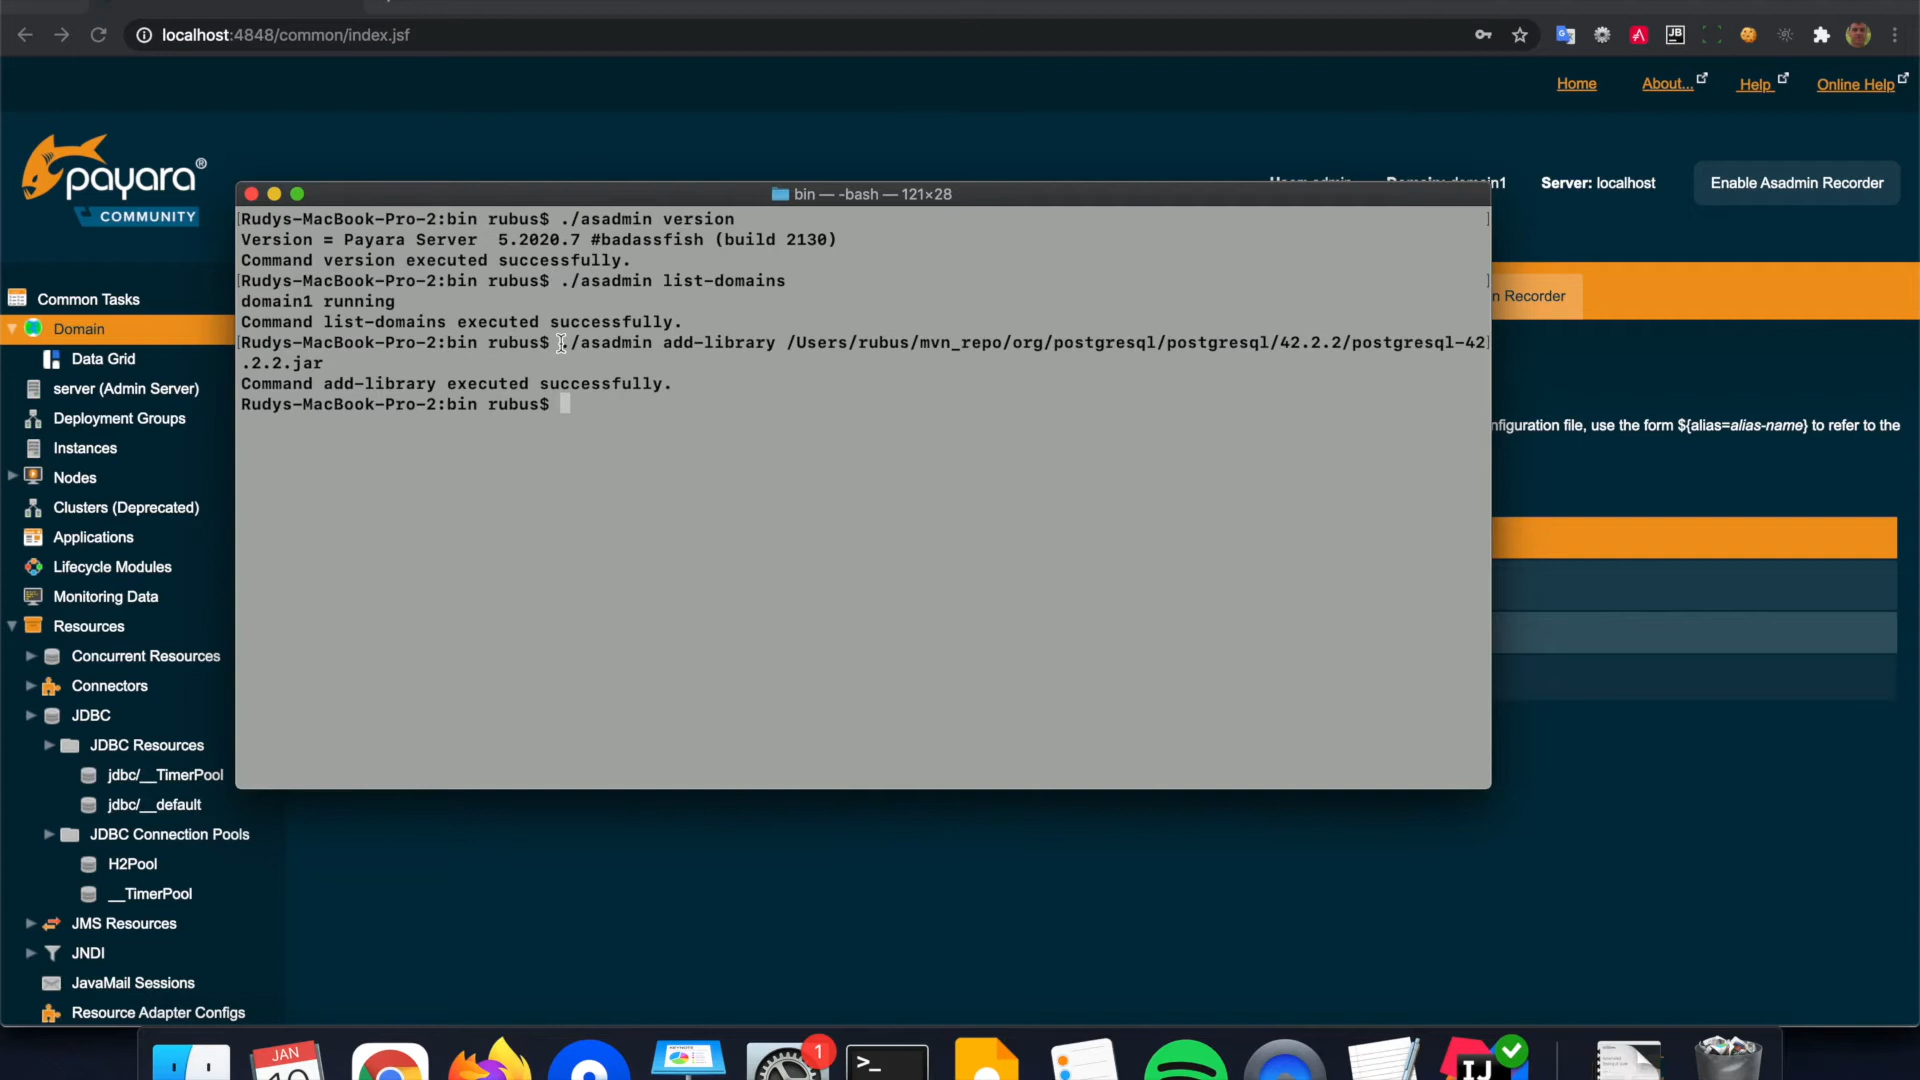 localhost:4848/common/index.jsf
Home About... Help Online Help
payara®
COMMUNITY
Server: localhost
Enable Asadmin Recorder
bin — -bash — 121×28
Rudys-MacBook-Pro-2:bin rubus$ ./asadmin version
Version = Payara Server  5.2020.7 #badassfish (build 2130)
Command version executed successfully.
Rudys-MacBook-Pro-2:bin rubus$ ./asadmin list-domains
domain1 running
Command list-domains executed successfully.
Rudys-MacBook-Pro-2:bin rubus$ ./asadmin add-library /Users/rubus/mvn_repo/org/postgresql/postgresql/42.2.2/postgresql-42
.2.2.jar
Command add-library executed successfully.
Rudys-MacBook-Pro-2:bin rubus$
n Recorder
nfiguration file, use the form ${alias=alias-name} to refer to the
Common Tasks
Domain
Data Grid
server (Admin Server)
Deployment Groups
Instances
Nodes
Clusters (Deprecated)
Applications
Lifecycle Modules
Monitoring Data
Resources
Concurrent Resources
Connectors
JDBC
JDBC Resources
jdbc/__TimerPool
jdbc/__default
JDBC Connection Pools
H2Pool
__TimerPool
JMS Resources
JNDI
JavaMail Sessions
Resource Adapter Configs
JAN
1
>_
IJ